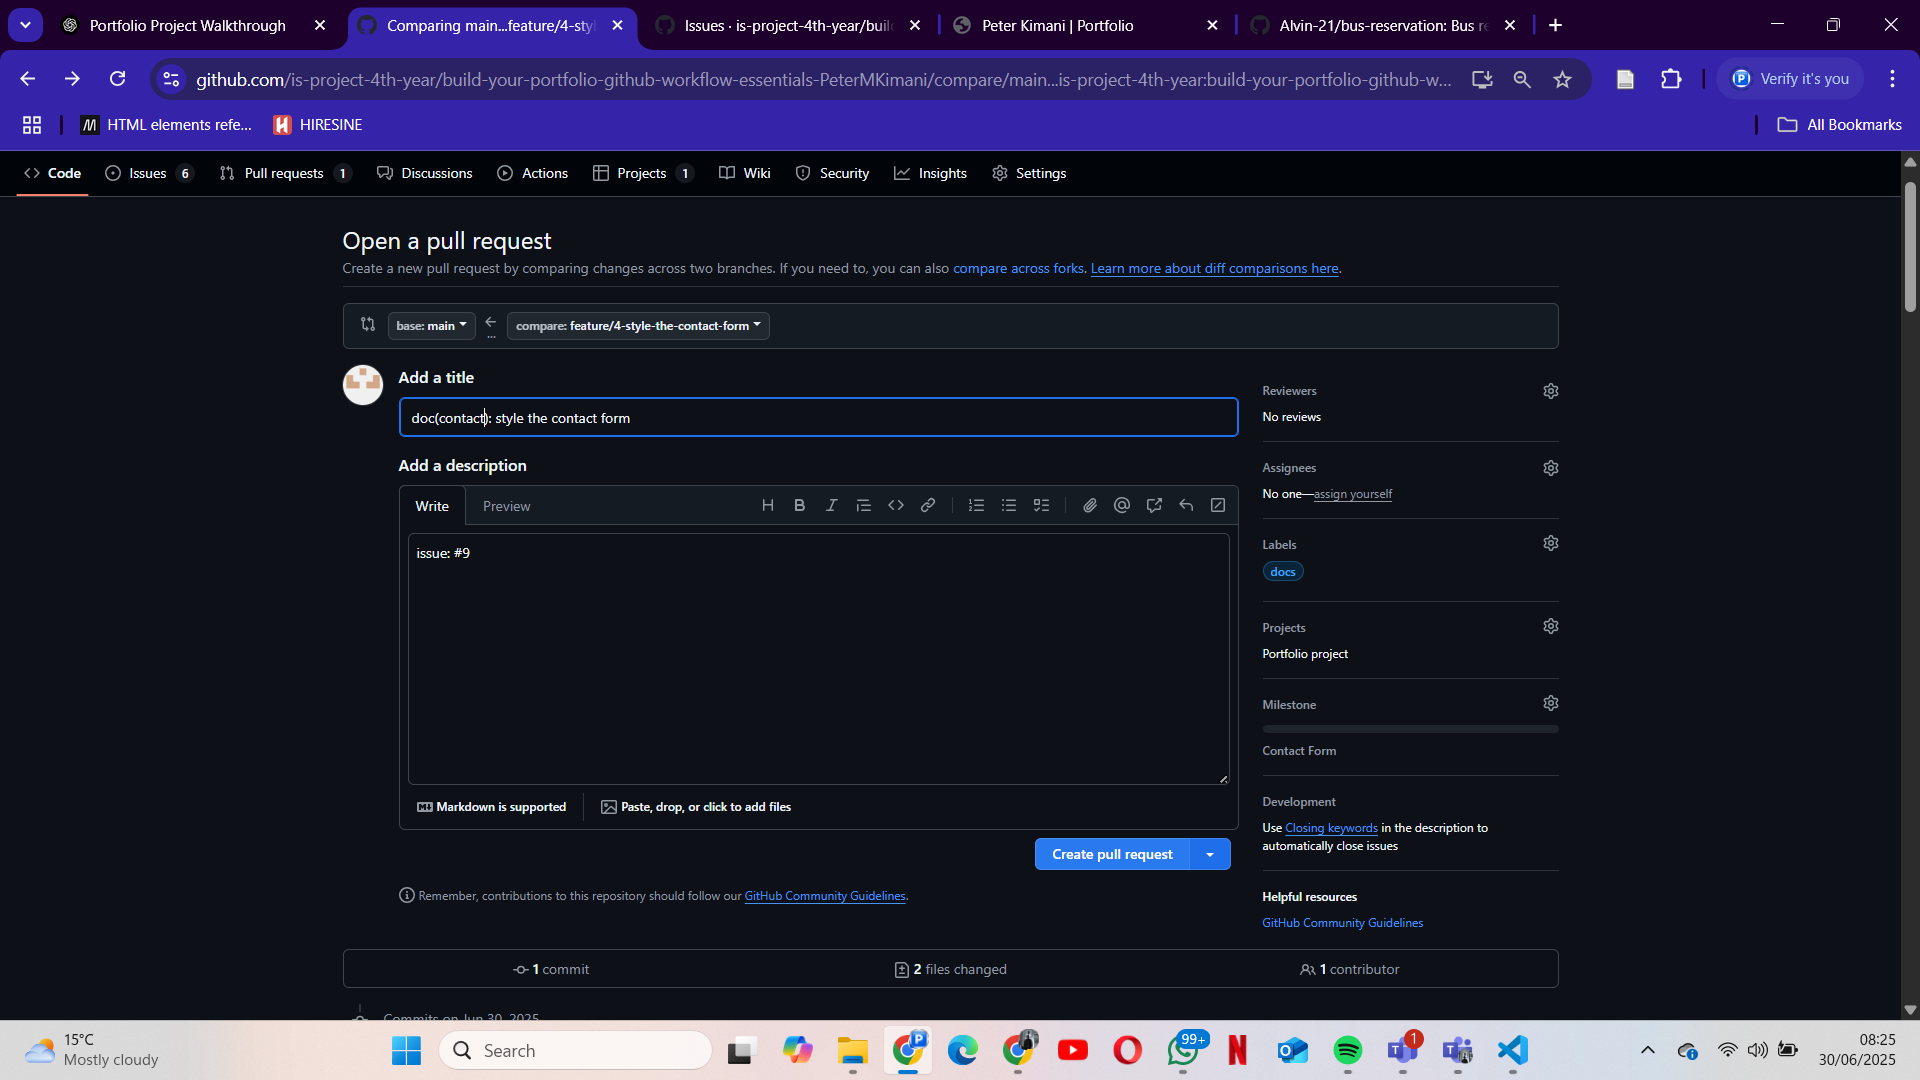 Portfolio Project Walkthrough
Comparing main...feature/4-sty
Issues · is-project-4th-year/buil
Peter Kimani | Portfolio
Alvin-21/bus-reservation: Bus re
github.com/is-project-4th-year/build-your-portfolio-github-workflow-essentials-PeterMKimani/compare/main...is-project-4th-year:build-your-portfolio-github-w...
P Verify it's you
HTML elements refe...
HIRESINE
All Bookmarks
Code
Issues 6
Pull requests 1
Discussions
Actions
Projects 1
Wiki
Security
Insights
Settings
Open a pull request
Create a new pull request by comparing changes across two branches. If you need to, you can also compare across forks. Learn more about diff comparisons here.
base: main
...
compare: feature/4-style-the-contact-form
Add a title
doc(contact): style the contact form
Add a description
Write
Preview
issue: #9
Markdown is supported
Paste, drop, or click to add files
Create pull request
Remember, contributions to this repository should follow our GitHub Community Guidelines.
Reviewers
No reviews
Assignees
No one—assign yourself
Labels
docs
Projects
Portfolio project
Milestone
Contact Form
Development
Use Closing keywords in the description to
automatically close issues
Helpful resources
GitHub Community Guidelines
1 commit
2 files changed
1 contributor
Commits on Jun 30, 2025
15°C
Mostly cloudy
Search
P
99+
1
08:25
30/06/2025